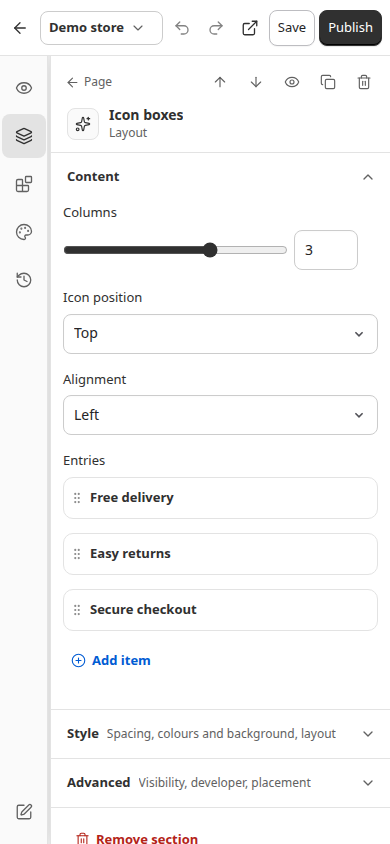 Demo store
Save
Publish
Page
Icon boxes
Layout
Content
Columns
3
Icon position
Top
Alignment
Left
Entries
Free delivery
Easy returns
Secure checkout
Add item
Style Spacing, colours and background, layout
Advanced Visibility, developer, placement
Remove section